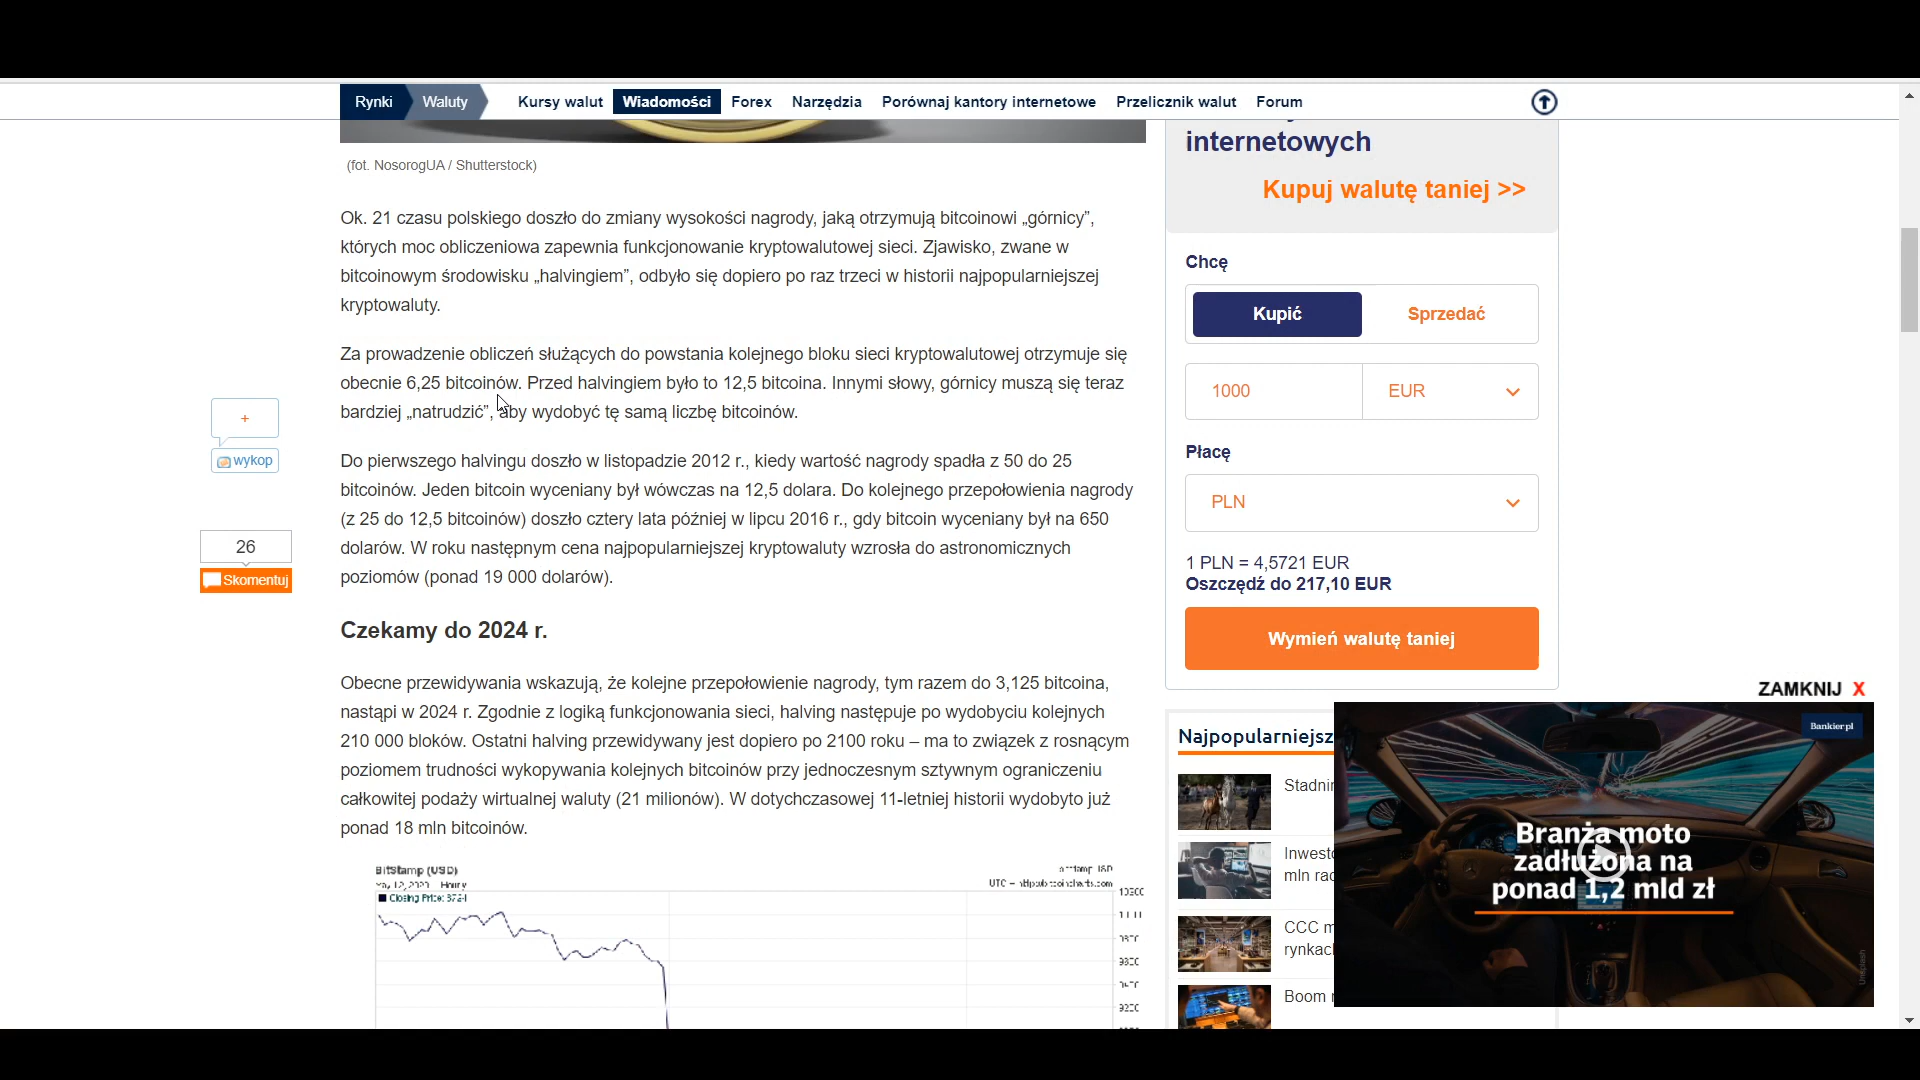 Rynki
Waluty
Kursy walut
Wiadomości
Forex
Narzędzia
Porównaj kantory internetowe
Przelicznik walut
Forum
(fot. NosorogUA / Shutterstock)
Ok. 21 czasu polskiego doszło do zmiany wysokości nagrody, jaką otrzymują bitcoinowi „górnicy”,
których moc obliczeniowa zapewnia funkcjonowanie kryptowalutowej sieci. Zjawisko, zwane w
bitcoinowym środowisku „halvingiem”, odbyło się dopiero po raz trzeci w historii najpopularniejszej
kryptowaluty.
Za prowadzenie obliczeń służących do powstania kolejnego bloku sieci kryptowalutowej otrzymuje się
obecnie 6,25 bitcoinów. Przed halvingiem było to 12,5 bitcoina. Innymi słowy, górnicy muszą się teraz
bardziej „natrudzić”, aby wydobyć tę samą liczbę bitcoinów.
Do pierwszego halvingu doszło w listopadzie 2012 r., kiedy wartość nagrody spadła z 50 do 25
bitcoinów. Jeden bitcoin wyceniany był wówczas na 12,5 dolara. Do kolejnego przepołowienia nagrody
(z 25 do 12,5 bitcoinów) doszło cztery lata później w lipcu 2016 r., gdy bitcoin wyceniany był na 650
dolarów. W roku następnym cena najpopularniejszej kryptowaluty wzrosła do astronomicznych
poziomów (ponad 19 000 dolarów).
Czekamy do 2024 r.
Obecne przewidywania wskazują, że kolejne przepołowienie nagrody, tym razem do 3,125 bitcoina,
nastąpi w 2024 r. Zgodnie z logiką funkcjonowania sieci, halving następuje po wydobyciu kolejnych
210 000 bloków. Ostatni halving przewidywany jest dopiero po 2100 roku – ma to związek z rosnącym
poziomem trudności wykopywania kolejnych bitcoinów przy jednoczesnym sztywnym ograniczeniu
całkowitej podaży wirtualnej waluty (21 milionów). W dotychczasowej 11-letniej historii wydobyto już
ponad 18 mln bitcoinów.
BitStamp (USD)
Closing Price:
+
wykop
26
Skomentuj
internetowych
Kupuj walutę taniej >>
Chcę
Kupić
Sprzedać
1000
EUR
Płacę
PLN
1 PLN = 4,5721 EUR
Oszczędź do 217,10 EUR
Wymień walutę taniej
Najpopularniejsz
Stadnin
Inwesto
mln rad
CCC m
rynkach
Boom r
ZAMKNIJ X
Bankier.pl
Branża moto
zadłużona na
ponad 1,2 mld zł
Unsplash